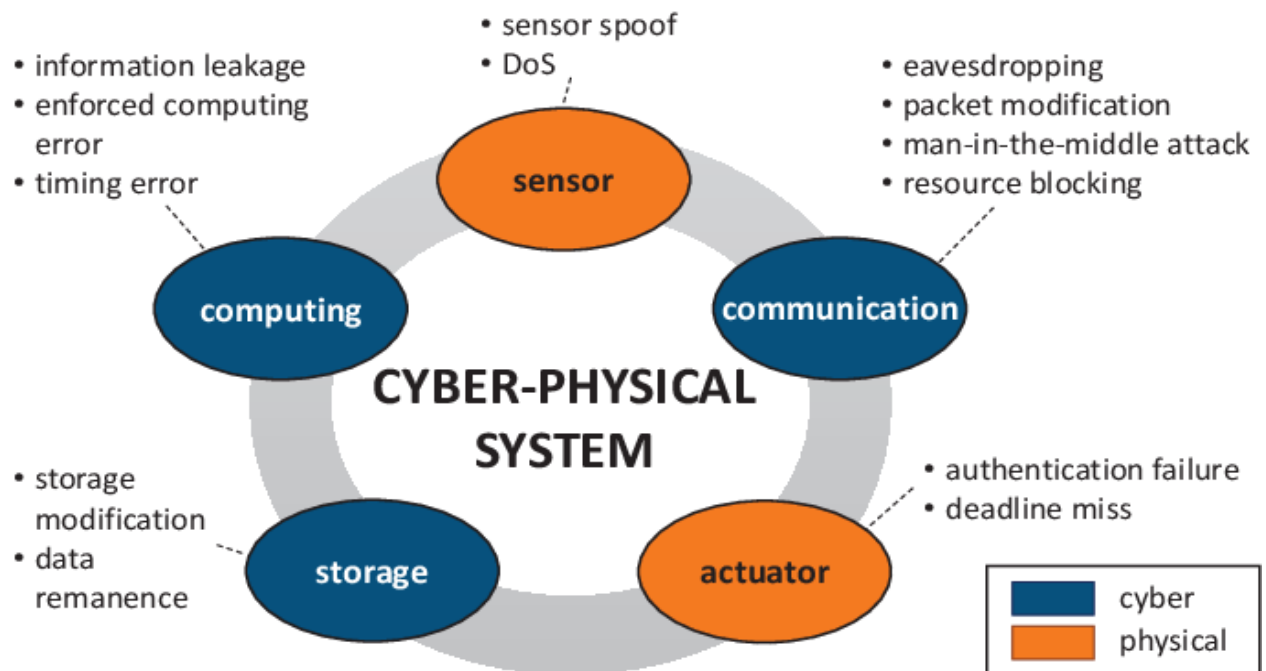 • sensor spoof
• DoS
• information leakage
• enforced computing
error
• timing error
• eavesdropping
• packet modification
• man-in-the-middle attack
• resource blocking
sensor
computing
communication
CYBER-PHYSICAL
SYSTEM
• storage
modification
• data
remanence
• authentication failure
• deadline miss
storage
actuator
cyber
physical